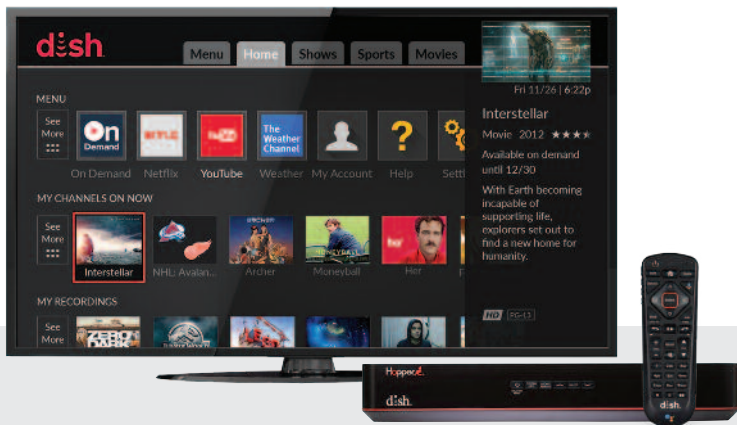 dish
Menu Home Shows Sports Movies
Fri 11/26 | 6:22p
MENU
See
More
On
Demand
The
Weather
Channel
?
On Demand Netflix YouTube Weather My Account Help Setti
Interstellar
Movie 2012
Available on demand
until 12/30
With Earth becoming
incapable of
supporting life,
explorers set out to
find a new home for
humanity.
HD PG-13
MY CHANNELS ON NOW
See
More
ARCHER
MONEYBALL
her
Interstellar NHL: Avalan... Archer Moneyball Her F
MY RECORDINGS
See
More
ZERO
DARK
Hopper
dish
dish